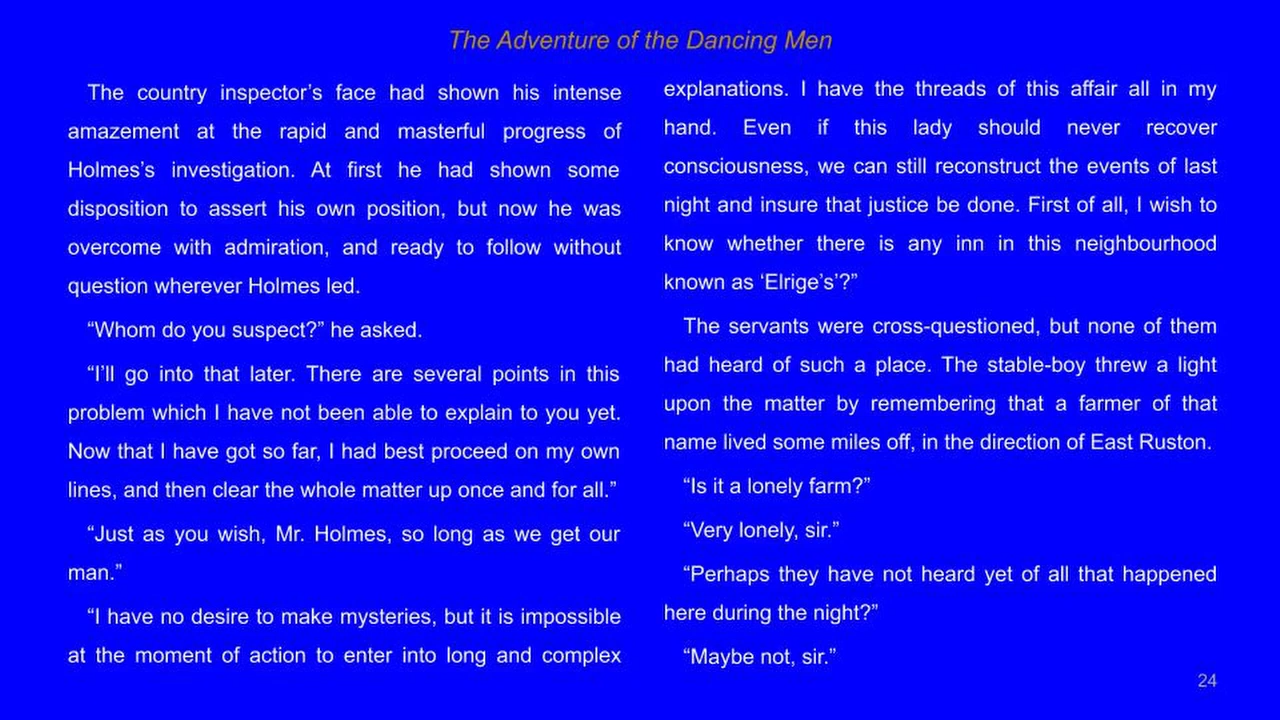 The Adventure of the Dancing Men
The country inspector’s face had shown his intense
amazement at the rapid and masterful progress of
Holmes’s investigation. At first he had shown some
disposition to assert his own position, but now he was
overcome with admiration, and ready to follow without
question wherever Holmes led.
“Whom do you suspect?” he asked.
“I’ll go into that later. There are several points in this
problem which I have not been able to explain to you yet.
Now that I have got so far, I had best proceed on my own
lines, and then clear the whole matter up once and for all.”
“Just as you wish, Mr. Holmes, so long as we get our
man.”
“I have no desire to make mysteries, but it is impossible
at the moment of action to enter into long and complex
explanations. I have the threads of this affair all in my
hand. Even if this lady should never recover
consciousness, we can still reconstruct the events of last
night and insure that justice be done. First of all, I wish to
know whether there is any inn in this neighbourhood
known as ‘Elrige’s’?”
The servants were cross-questioned, but none of them
had heard of such a place. The stable-boy threw a light
upon the matter by remembering that a farmer of that
name lived some miles off, in the direction of East Ruston.
“Is it a lonely farm?”
“Very lonely, sir.”
“Perhaps they have not heard yet of all that happened
here during the night?”
“Maybe not, sir.”
24